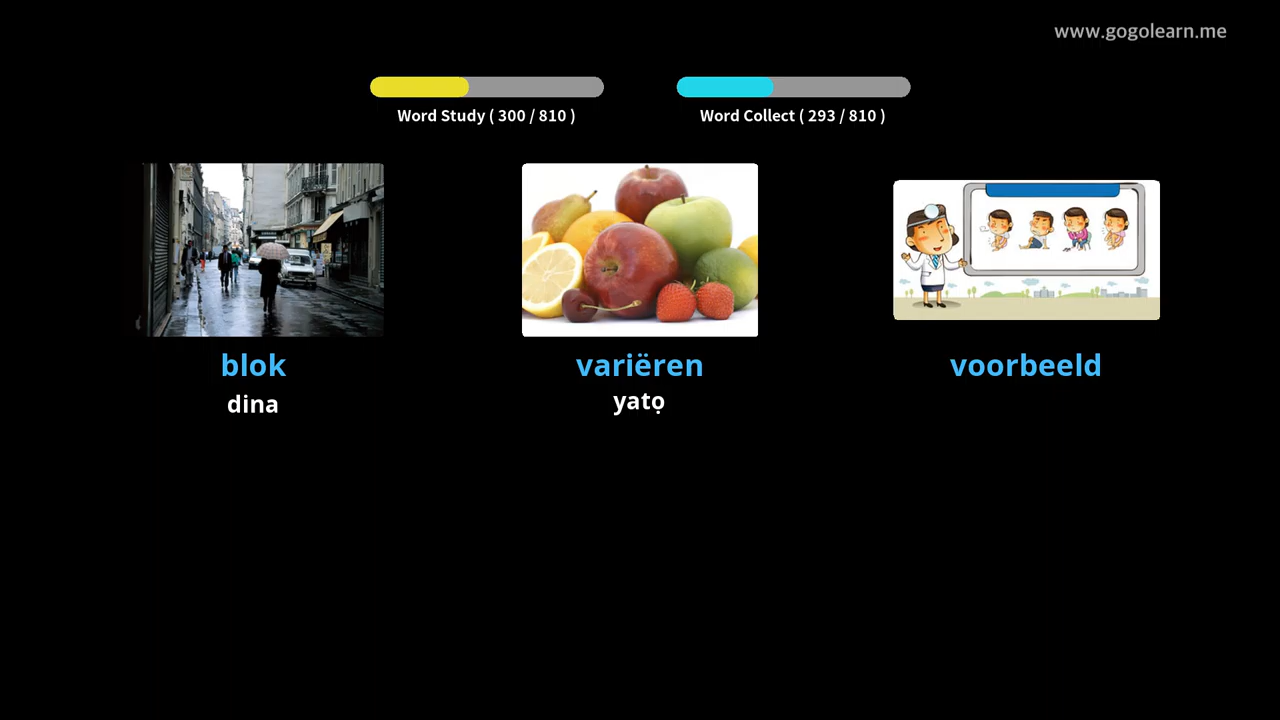 www.gogolearn.me
Word Study ( 300 / 810 )
Word Collect ( 293 / 810 )
blok
variëren
voorbeeld
dina
yatọ